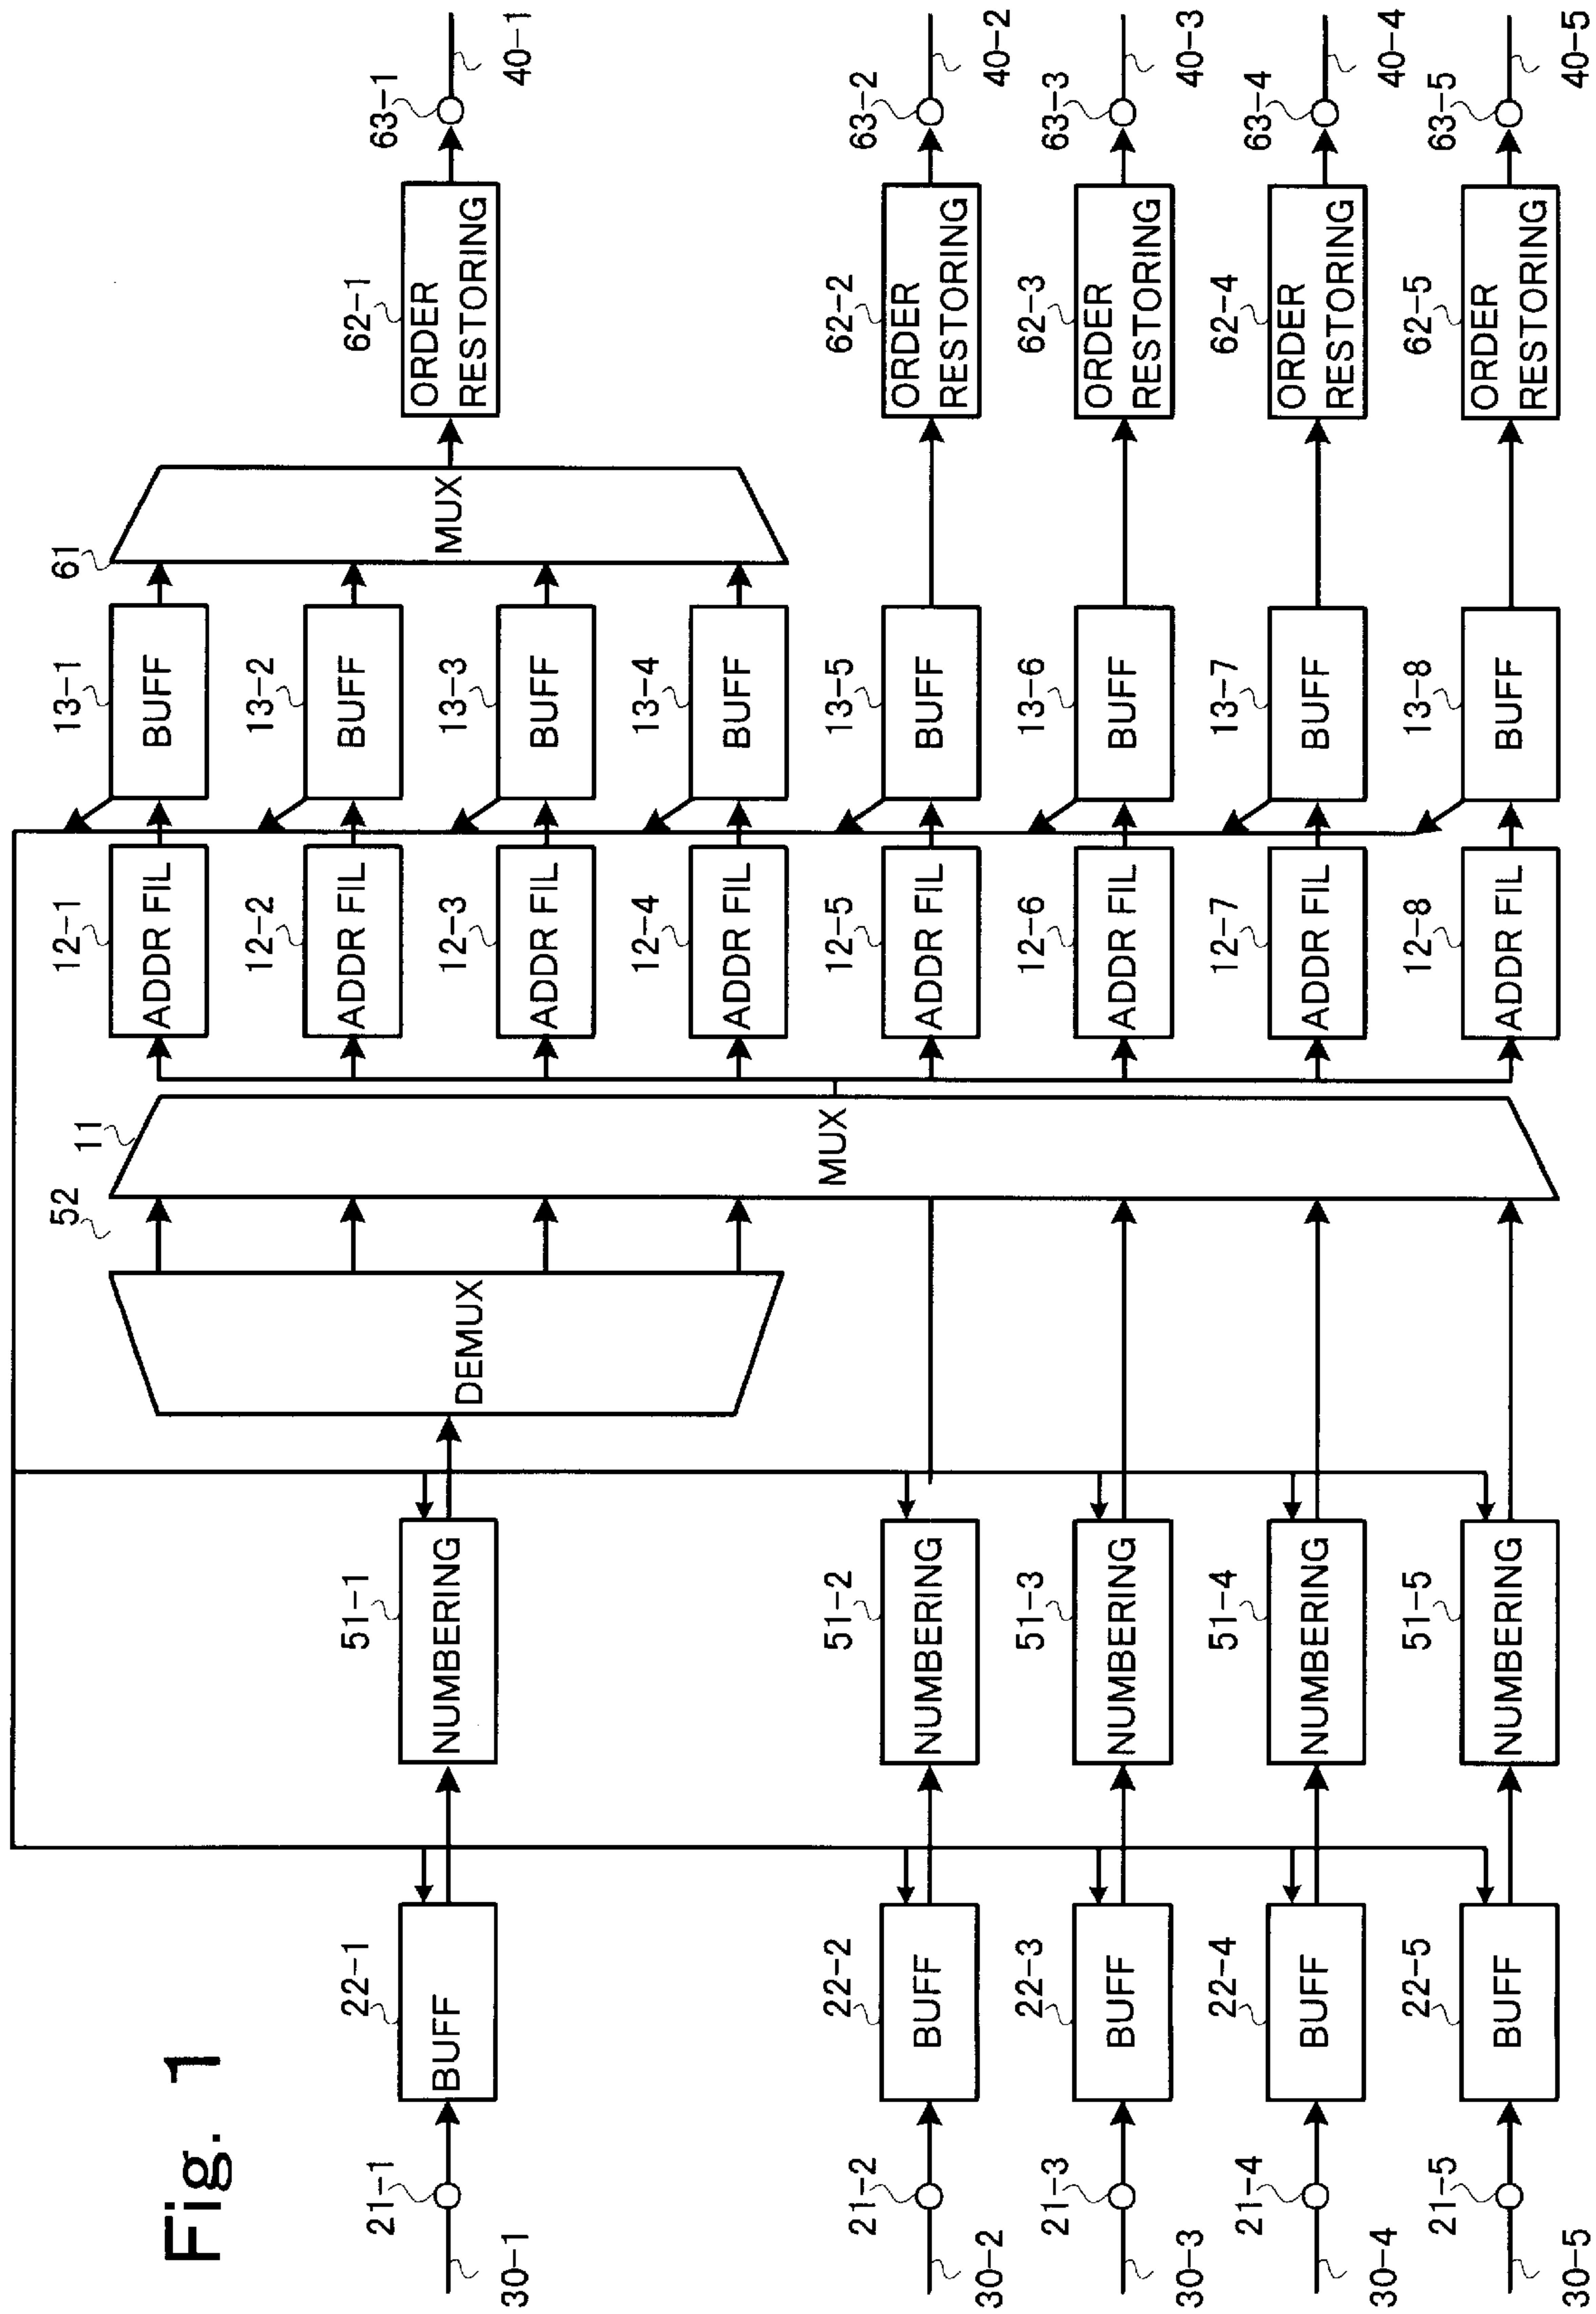 Fig. 1
30-1
21-1
22-1
BUFF
51-1
NUMBERING
DEMUX
52
11
MUX
12-1
ADDR FIL
13-1
BUFF
12-2
ADDR FIL
13-2
BUFF
12-3
ADDR FIL
13-3
BUFF
12-4
ADDR FIL
13-4
BUFF
61
MUX
62-1
ORDER
RESTORING
63-1
40-1
30-2
21-2
22-2
BUFF
51-2
NUMBERING
12-5
ADDR FIL
13-5
BUFF
62-2
ORDER
RESTORING
63-2
40-2
30-3
21-3
22-3
BUFF
51-3
NUMBERING
12-6
ADDR FIL
13-6
BUFF
62-3
ORDER
RESTORING
63-3
40-3
30-4
21-4
22-4
BUFF
51-4
NUMBERING
12-7
ADDR FIL
13-7
BUFF
62-4
ORDER
RESTORING
63-4
40-4
30-5
21-5
22-5
BUFF
51-5
NUMBERING
12-8
ADDR FIL
13-8
BUFF
62-5
ORDER
RESTORING
63-5
40-5